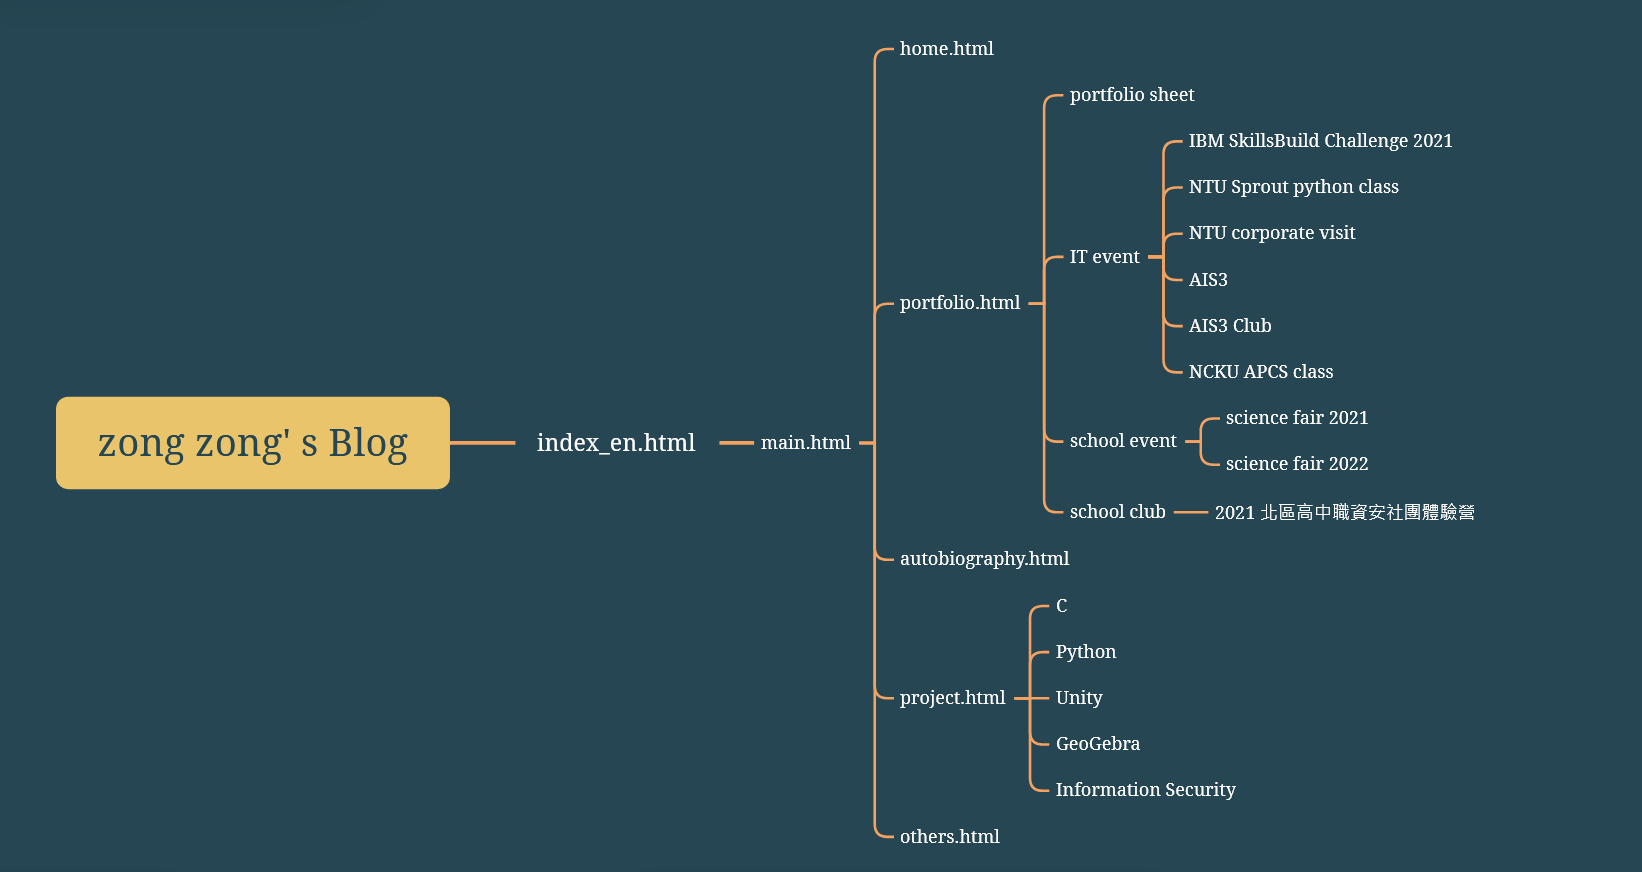 zong zong' s Blog
index_en.html
main.html
home.html
portfolio.html
portfolio sheet
IT event
IBM SkillsBuild Challenge 2021
NTU Sprout python class
NTU corporate visit
AIS3
AIS3 Club
NCKU APCS class
school event
science fair 2021
science fair 2022
school club
2021 北區高中職資安社團體驗營
autobiography.html
project.html
C
Python
Unity
GeoGebra
Information Security
others.html